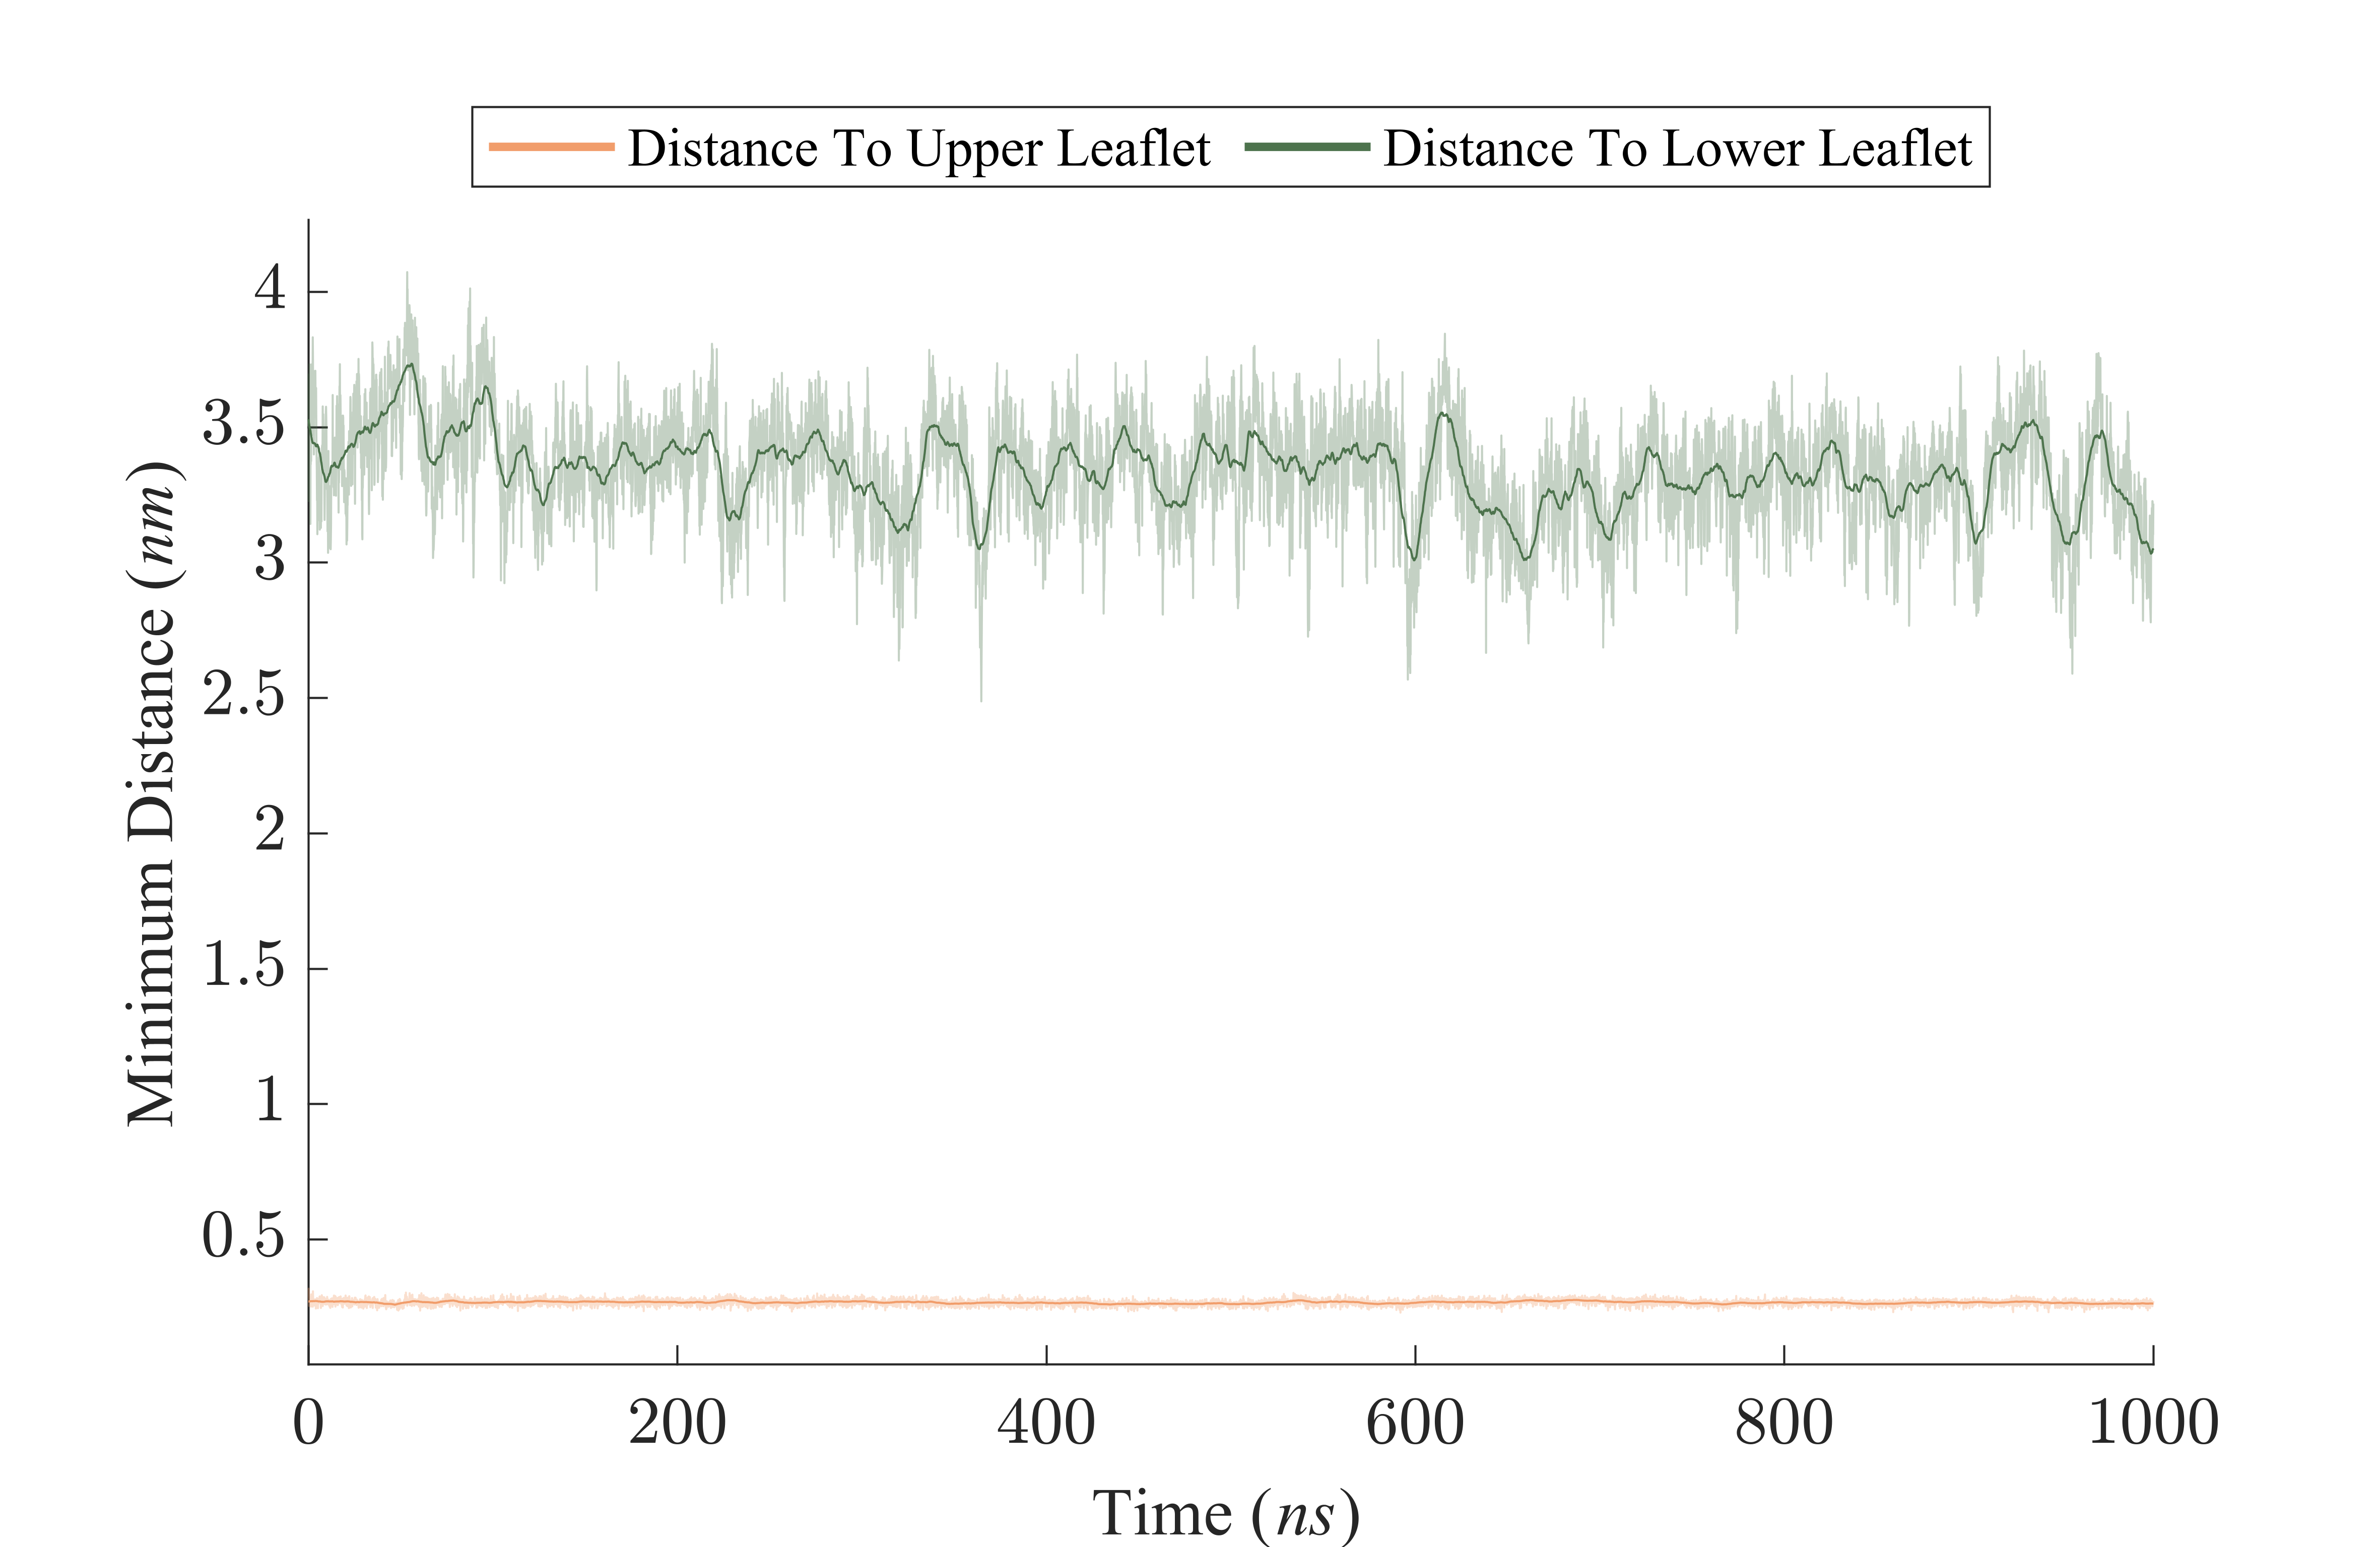 Distance To Upper Leaflet Distance To Lower Leaflet
4
3.5
3
2.5
2
1.5
1
0.5
Minimum Distance (nm)
0 200 400 600 800 1000
Time (ns)